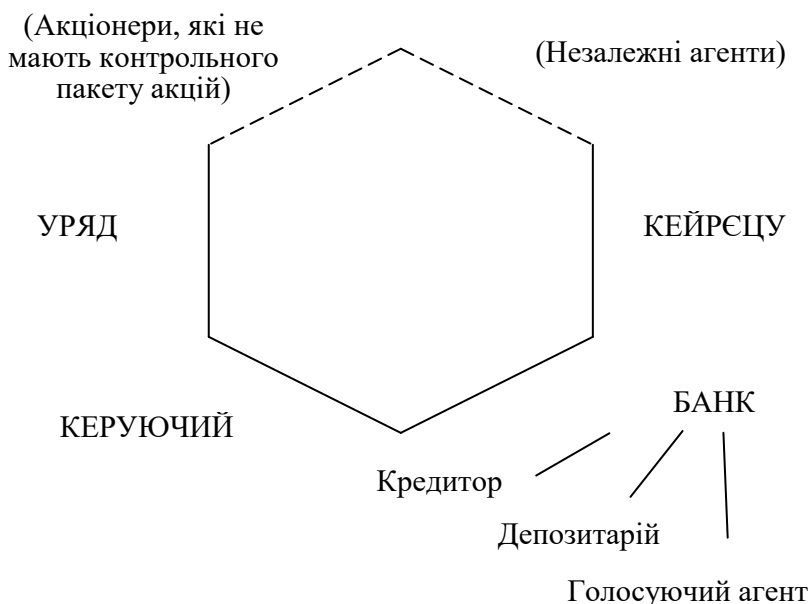 (Акціонери, які не
мають контрольного
пакету акцій)
(Незалежні агенти)
УРЯД
КЕЙРЄЦУ
КЕРУЮЧИЙ
БАНК
Кредитор
Депозитарій
Голосуючий агент